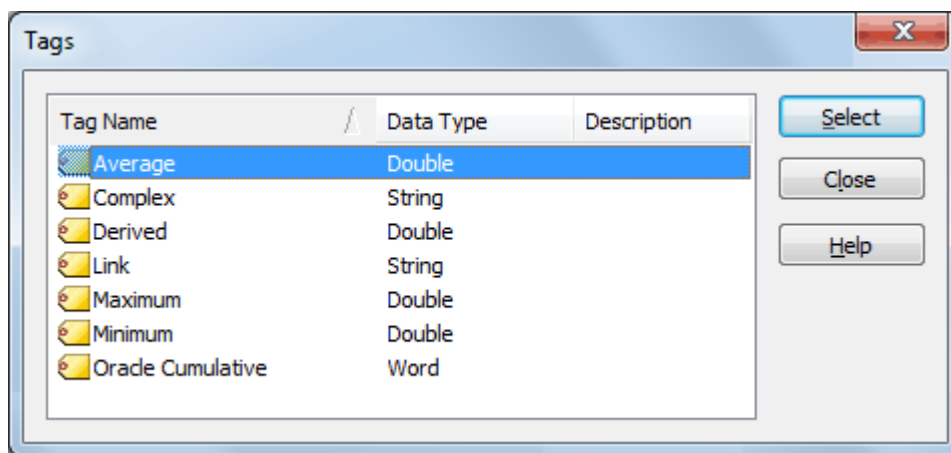 Tags
Tag Name Data Type Description
Average Double
Complex String
Derived Double
Link String
Maximum Double
Minimum Double
Oracle Cumulative Word
Select
Close
Help